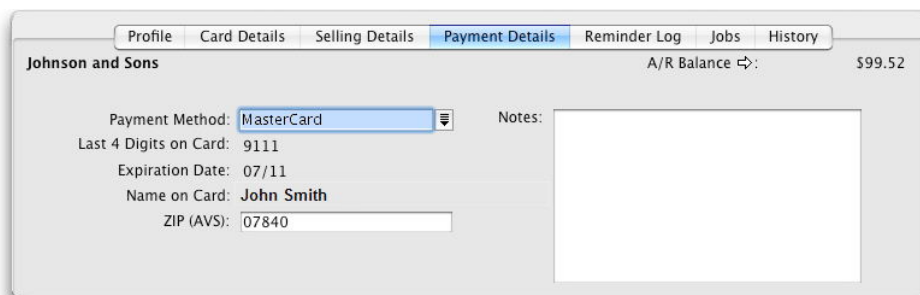 Profile Card Details Selling Details Payment Details Reminder Log Jobs History
Johnson and Sons A/R Balance ⇨: $99.52
Payment Method: MasterCard Notes:
Last 4 Digits on Card: 9111
Expiration Date: 07/11
Name on Card: John Smith
ZIP (AVS): 07840